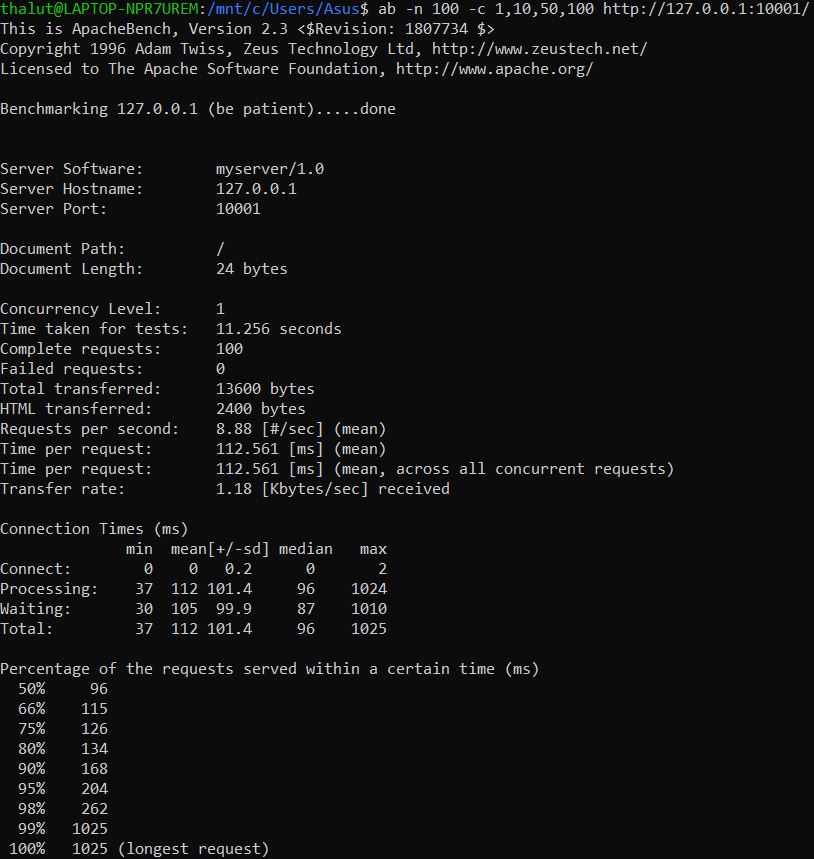 thalut@LAPTOP-NPR7UREM:/mnt/c/Users/Asus$ ab -n 100 -c 1,10,50,100 http://127.0.0.1:10001/
This is ApacheBench, Version 2.3 <$Revision: 1807734 $>
Copyright 1996 Adam Twiss, Zeus Technology Ltd, http://www.zeustech.net/
Licensed to The Apache Software Foundation, http://www.apache.org/

Benchmarking 127.0.0.1 (be patient).....done


Server Software:        myserver/1.0
Server Hostname:        127.0.0.1
Server Port:            10001

Document Path:          /
Document Length:        24 bytes

Concurrency Level:      1
Time taken for tests:   11.256 seconds
Complete requests:      100
Failed requests:        0
Total transferred:      13600 bytes
HTML transferred:       2400 bytes
Requests per second:    8.88 [#/sec] (mean)
Time per request:       112.561 [ms] (mean)
Time per request:       112.561 [ms] (mean, across all concurrent requests)
Transfer rate:          1.18 [Kbytes/sec] received

Connection Times (ms)
              min  mean[+/-sd] median   max
Connect:        0    0   0.2      0       2
Processing:    37  112 101.4     96    1024
Waiting:       30  105  99.9     87    1010
Total:         37  112 101.4     96    1025

Percentage of the requests served within a certain time (ms)
  50%     96
  66%    115
  75%    126
  80%    134
  90%    168
  95%    204
  98%    262
  99%   1025
 100%   1025 (longest request)